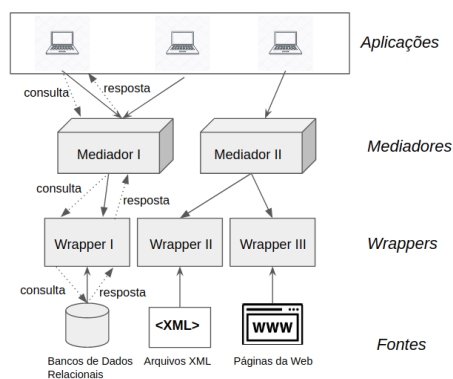 Aplicações
consulta
resposta
Mediador I
Mediador II
Mediadores
consulta
resposta
Wrapper I
Wrapper II
Wrapper III
Wrappers
consulta
resposta
<XML>
WWW
Fontes
Bancos de Dados
Relacionais
Arquivos XML
Páginas da Web